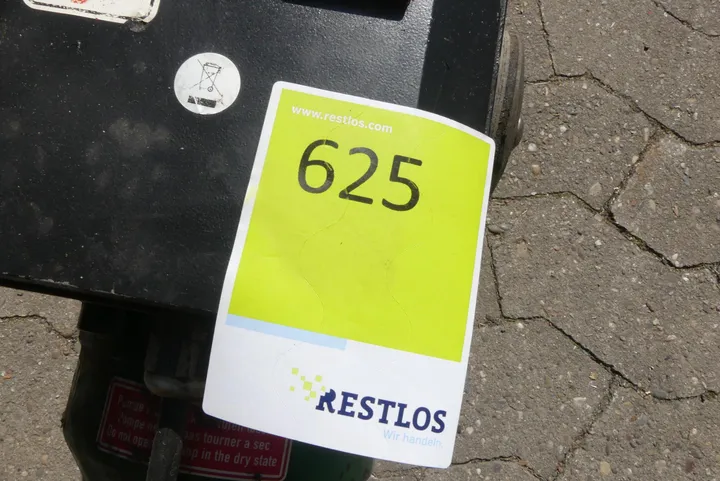 www.restlos.com
625
RESTLOS
Wir handeln.
tourner a sec
in the dry state